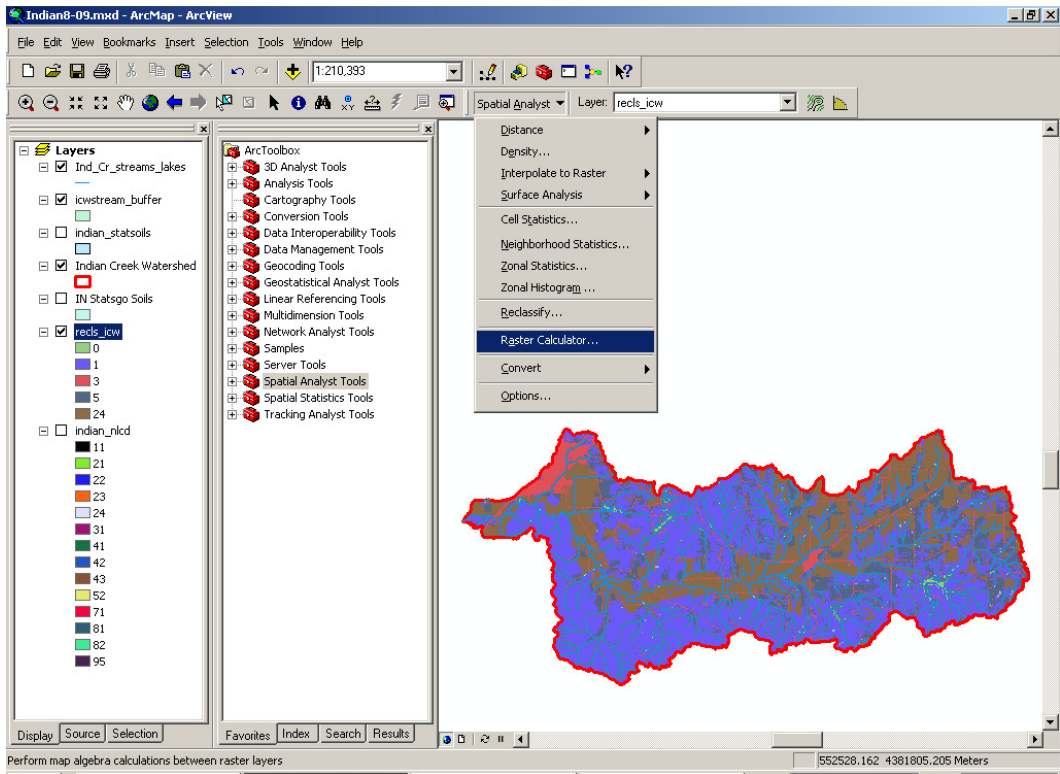 Indian8-09.mxd - ArcMap - ArcView
File Edit View Bookmarks Insert Selection Tools Window Help
1:210,393
Spatial Analyst Layer: recls_icw
Layers
Ind_Cr_streams_lakes
icwstream_buffer
indian_statsoils
Indian Creek Watershed
IN Statsgo Soils
recls_icw
0
1
3
5
24
indian_nlcd
11
21
22
23
24
31
41
42
43
52
71
81
82
95
Display Source Selection
ArcToolbox
3D Analyst Tools
Analysis Tools
Cartography Tools
Conversion Tools
Data Interoperability Tools
Data Management Tools
Geocoding Tools
Geostatistical Analyst Tools
Linear Referencing Tools
Multidimension Tools
Network Analyst Tools
Samples
Server Tools
Spatial Analyst Tools
Spatial Statistics Tools
Tracking Analyst Tools
Favorites Index Search Results
Distance
Density...
Interpolate to Raster
Surface Analysis
Cell Statistics...
Neighborhood Statistics...
Zonal Statistics...
Zonal Histogram ...
Reclassify...
Raster Calculator...
Convert
Options...
Perform map algebra calculations between raster layers
552528.162 4381805.205 Meters